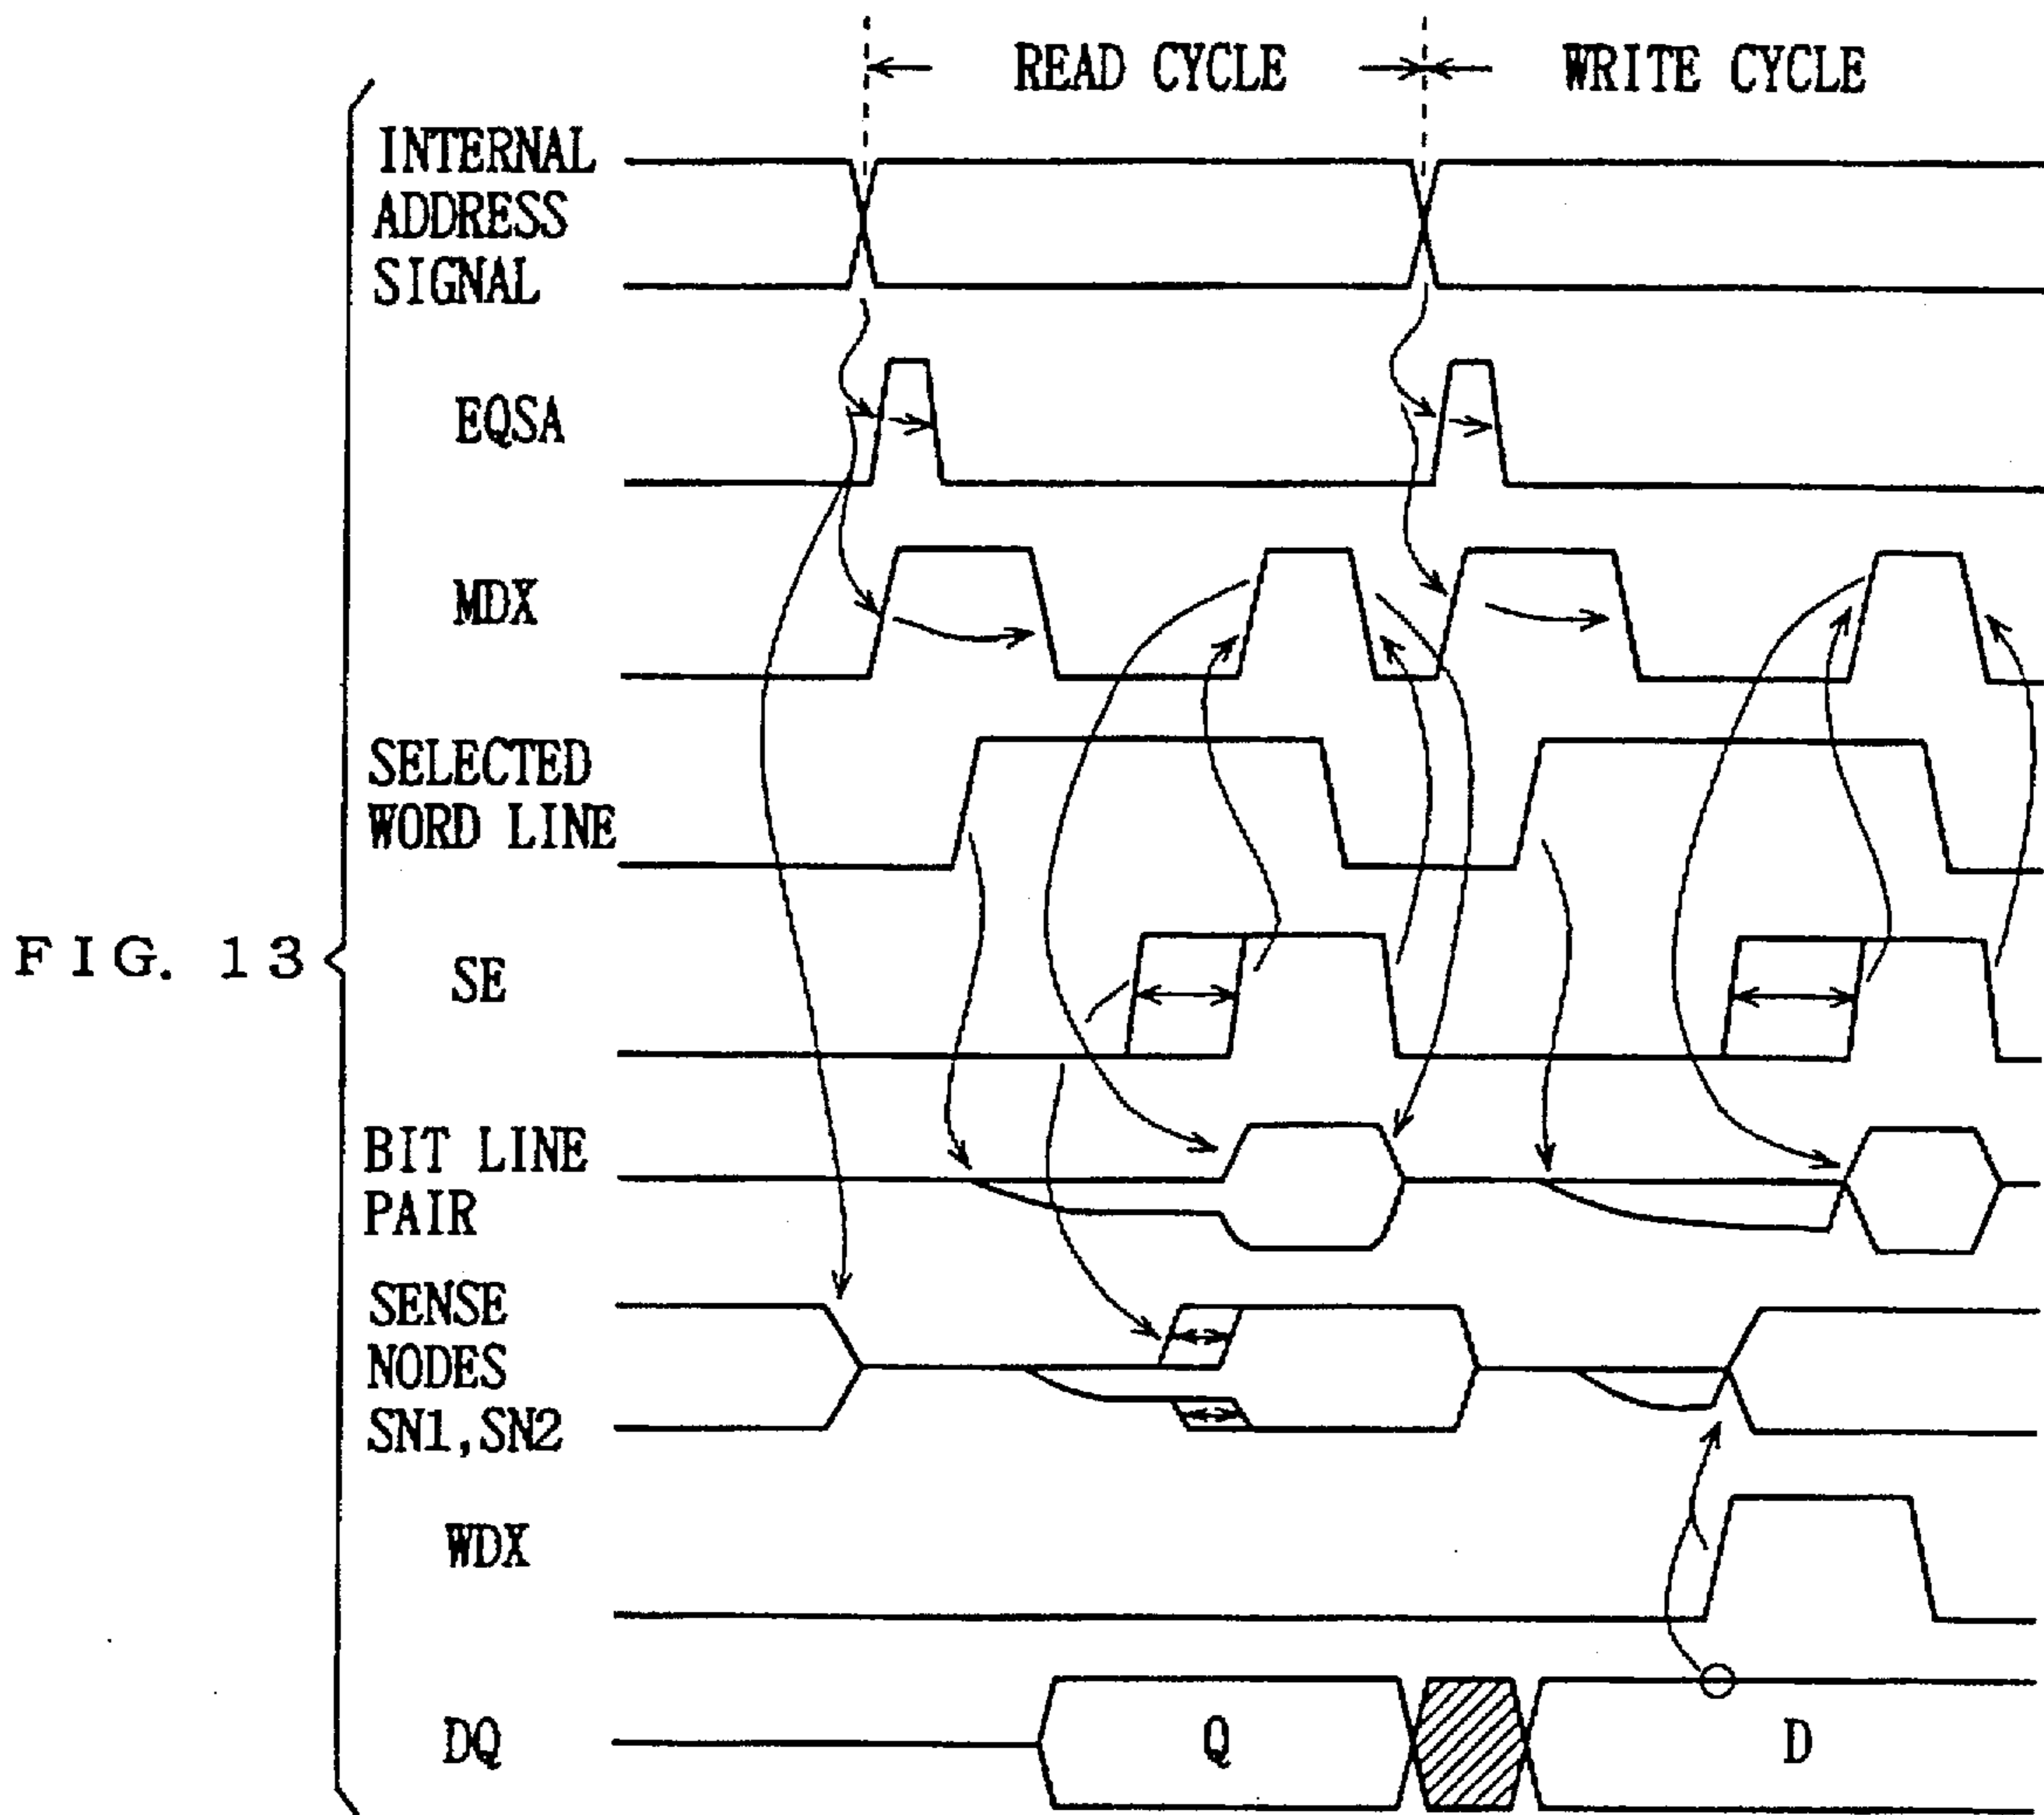 READ CYCLE
WRITE CYCLE
INTERNAL
ADDRESS
SIGNAL
EQSA
MDX
SELECTED
WORD LINE
FIG. 13
SE
BIT LINE
PAIR
SENSE
NODES
SN1,SN2
WDX
DQ
Q
D